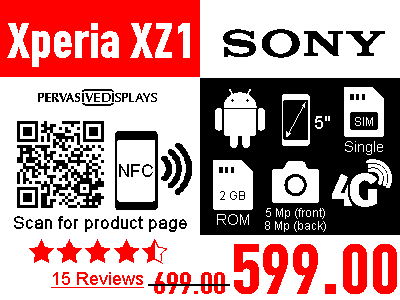 Xperia XZ1
SONY
PERVASIVEDISPLAYS
NFC
Scan for product page
5"
SIM
Single
2 GB
ROM
5 Mp (front)
8 Mp (back)
4G
15 Reviews
699.00
599.00